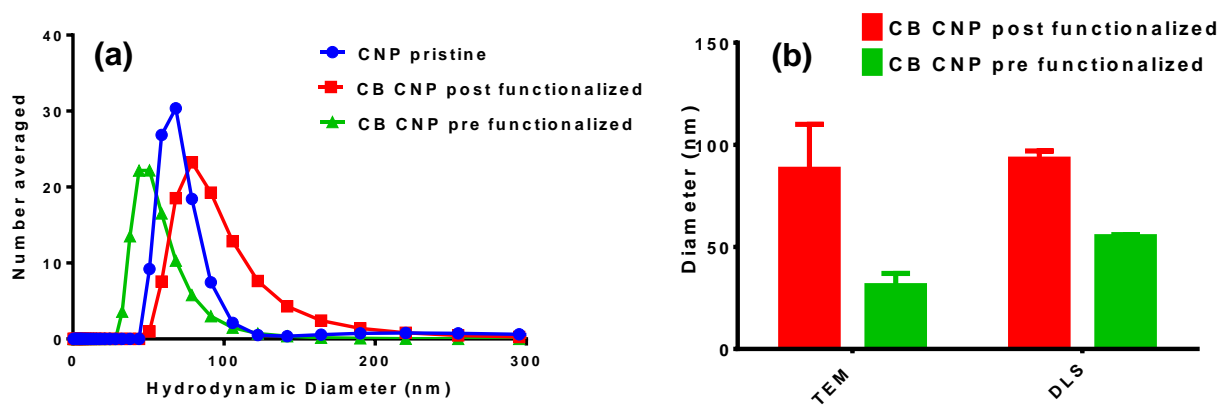 (a)
CNP pristine
CB CNP post functionalized
CB CNP pre functionalized
Number averaged
40
30
20
10
0
0 100 200 300
Hydrodynamic Diameter (nm)
(b)
CB CNP post functionalized
CB CNP pre functionalized
Diameter (nm)
150
100
50
0
TEM DLS